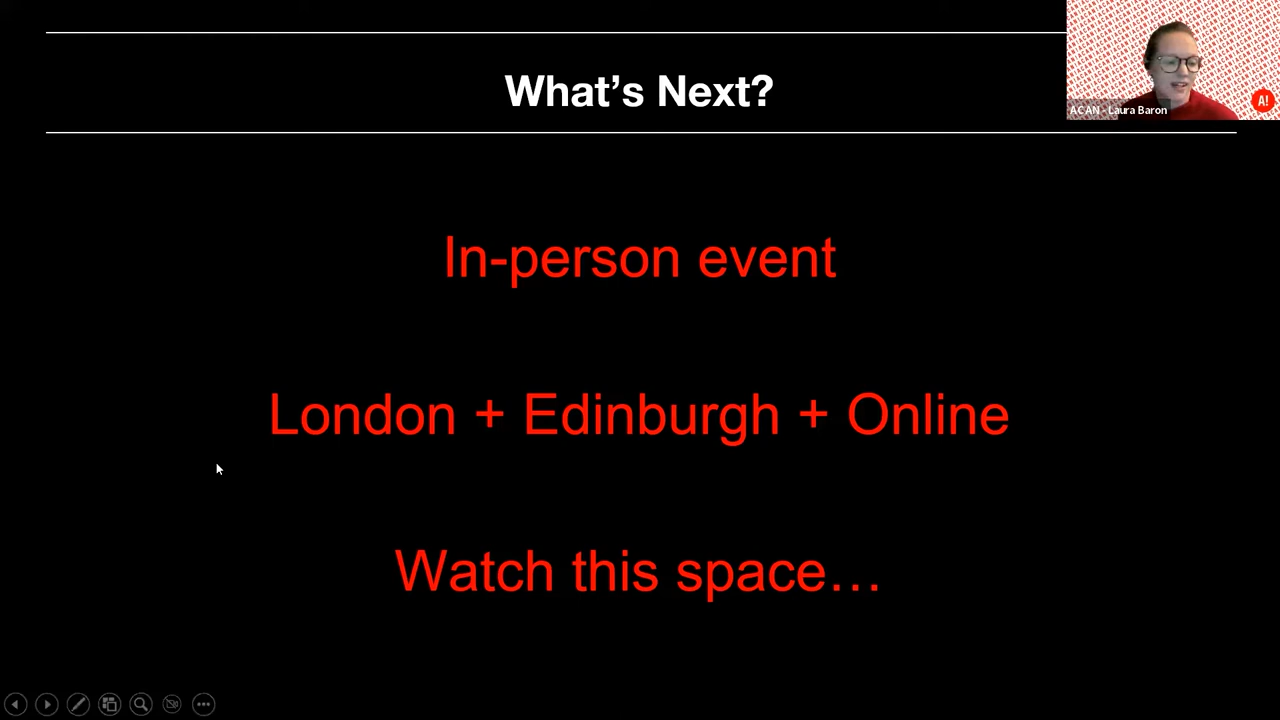 What's Next?
ACAN - Laura Baron
A!
In-person event
London + Edinburgh + Online
Watch this space…